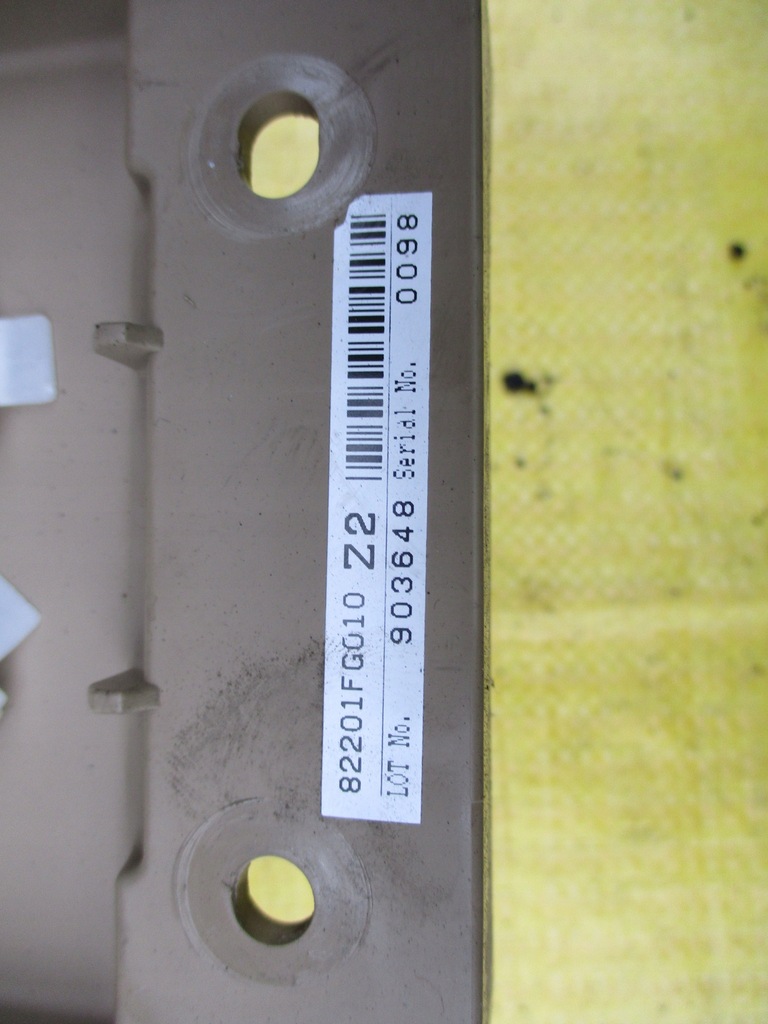 82201FG010 Z2
LOT No. 903648 Serial No. 0098